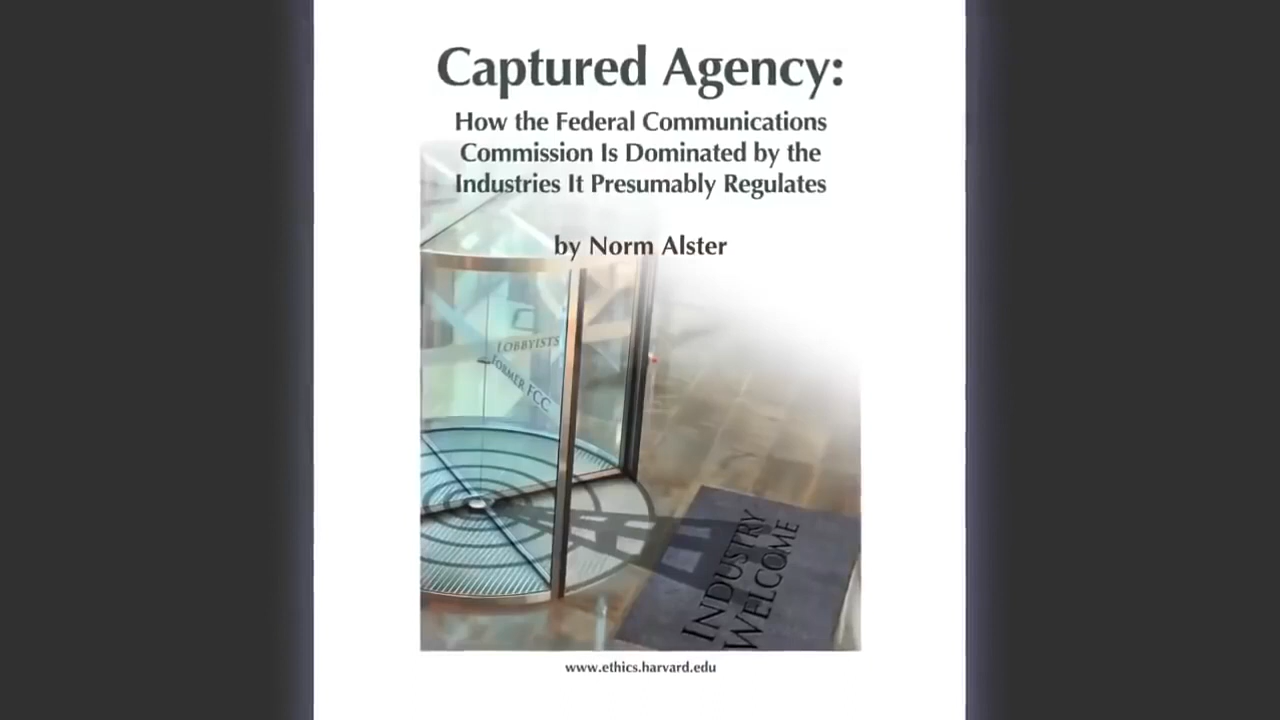 Captured Agency:
How the Federal Communications
Commission Is Dominated by the
Industries It Presumably Regulates
by Norm Alster
LOBBYISTS
FORMER FCC
INDUSTRY
WELCOME
www.ethics.harvard.edu